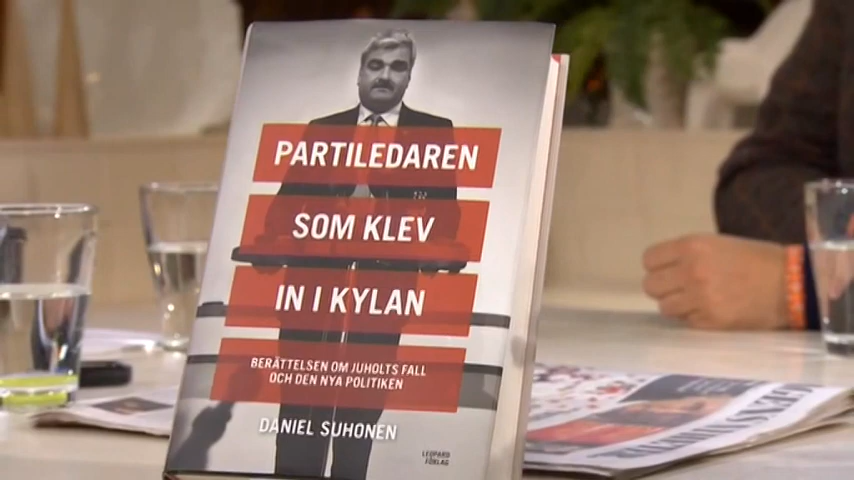 PARTILEDAREN
SOM KLEV
IN I KYLAN
BERÄTTELSEN OM JUHOLTS FALL
OCH DEN NYA POLITIKEN
DANIEL SUHONEN
LEOPARD
FÖRLAG